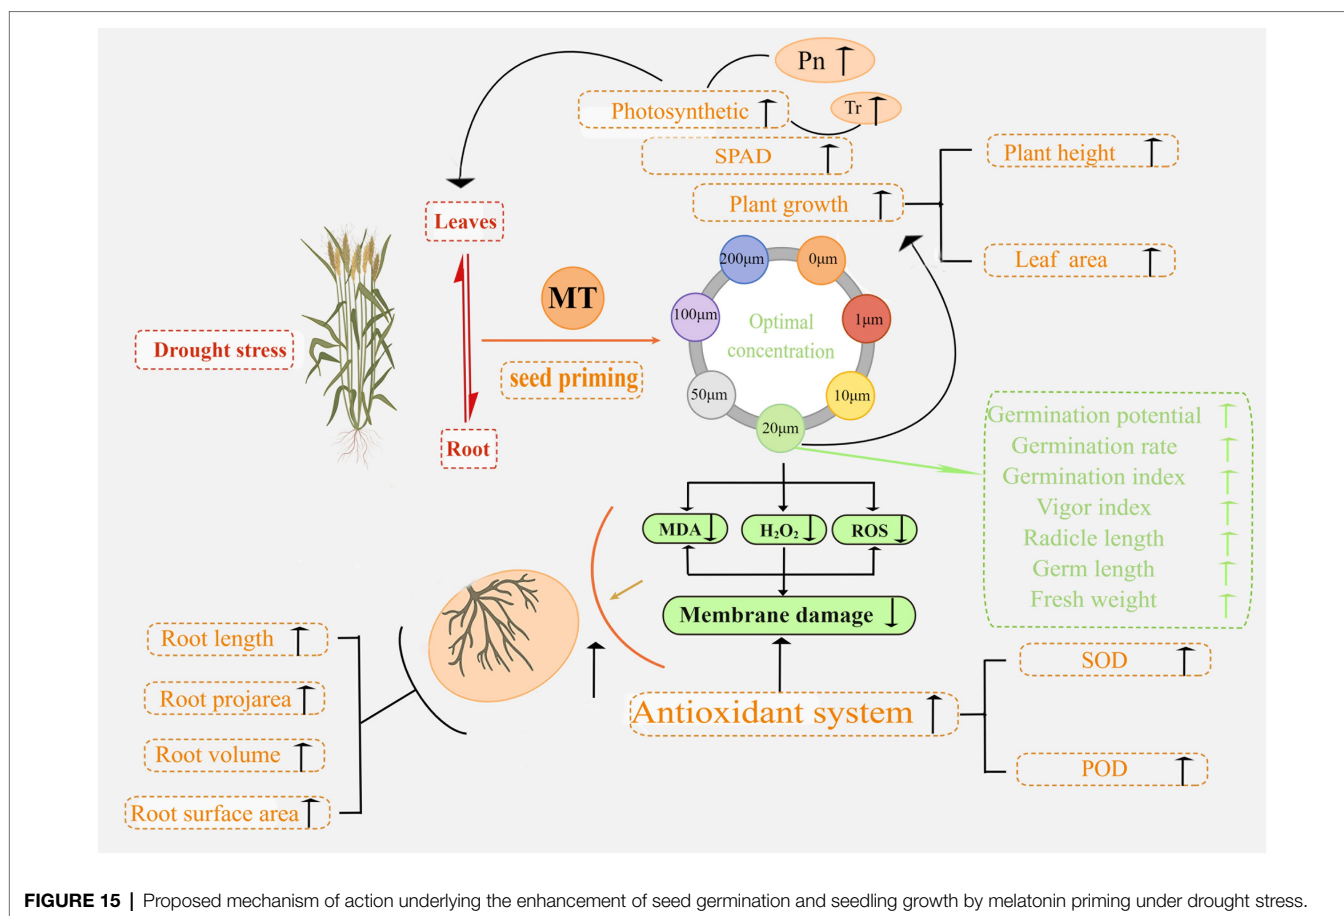 Pn
Photosynthetic
Tr
SPAD
Plant growth
Plant height
Leaf area
Leaves
Drought stress
Root
MT
seed priming
200μm
0μm
100μm
1μm
50μm
10μm
20μm
Optimal
concentration
Germination potential
Germination rate
Germination index
Vigor index
Radicle length
Germ length
Fresh weight
MDA
H₂O₂
ROS
Membrane damage
Antioxidant system
SOD
POD
Root length
Root projarea
Root volume
Root surface area
FIGURE 15 | Proposed mechanism of action underlying the enhancement of seed germination and seedling growth by melatonin priming under drought stress.